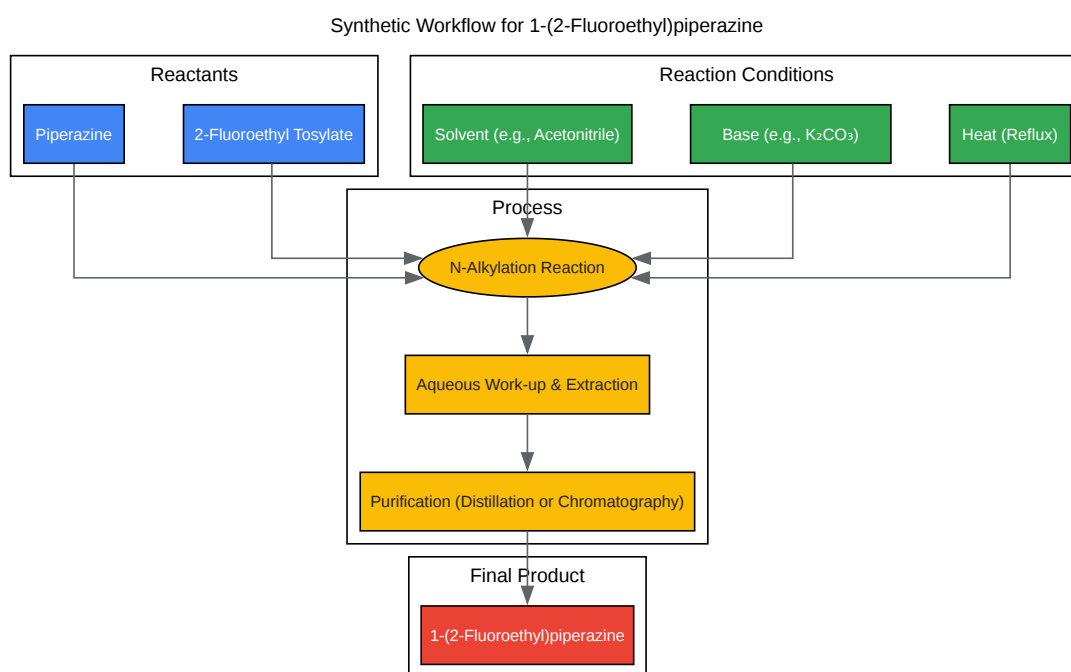 Synthetic Workflow for 1-(2-Fluoroethyl)piperazine
Reactants
Reaction Conditions
Piperazine
2-Fluoroethyl Tosylate
Solvent (e.g., Acetonitrile)
Base (e.g., K₂CO₃)
Heat (Reflux)
Process
N-Alkylation Reaction
Aqueous Work-up & Extraction
Purification (Distillation or Chromatography)
Final Product
1-(2-Fluoroethyl)piperazine